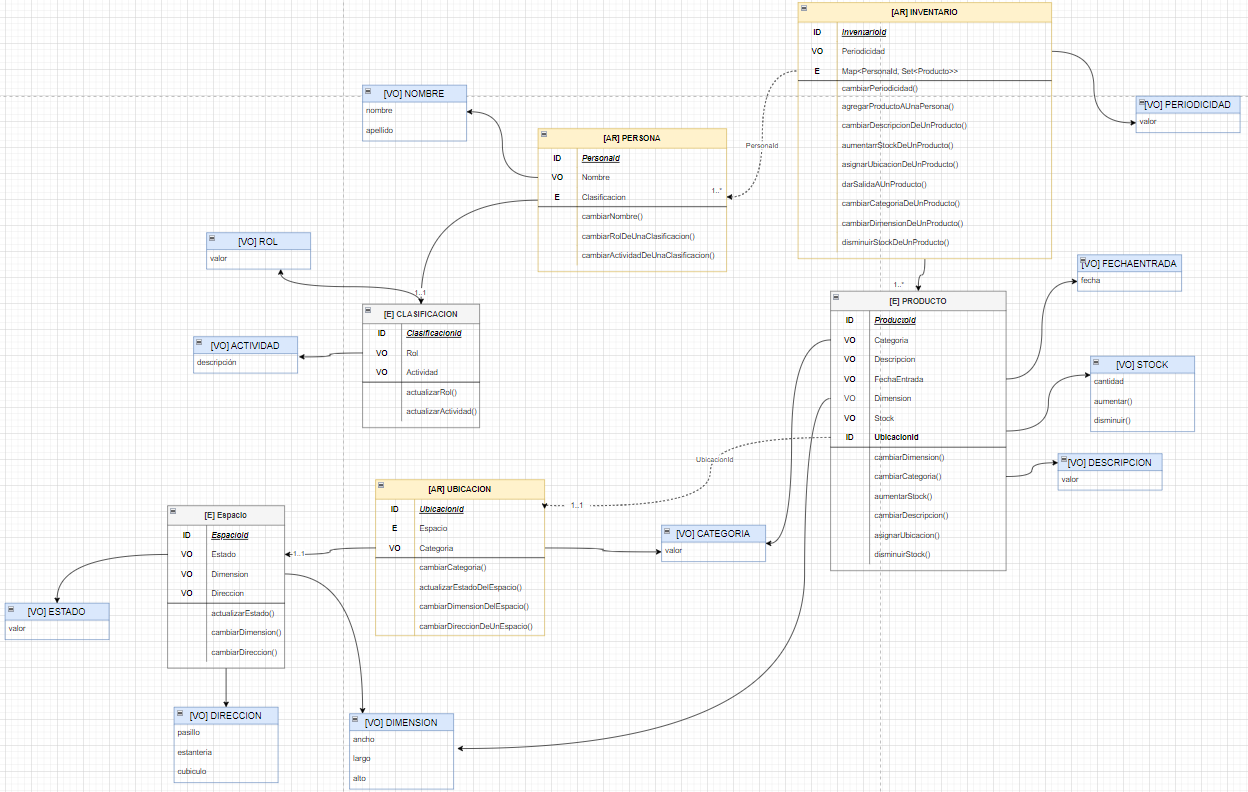 [AR] INVENTARIO
ID InventarioId
VO Periodicidad
E Map<PersonaId, Set<Producto>>
cambiarPeriodicidad()
agregarProductoAUnaPersona()
cambiarDescripcionDeUnProducto()
aumentarrStockDeUnProducto()
asignarUbicacionDeUnProducto()
darSalidaAUnProducto()
cambiarCategoriaDeUnProducto()
cambiarDimensionDeUnProducto()
disminuirStockDeUnProducto()
[VO] PERIODICIDAD
valor
[VO] NOMBRE
nombre
apellido
[AR] PERSONA
ID PersonaId
VO Nombre
E Clasificacion
cambiarNombre()
cambiarRolDeUnaClasificacion()
cambiarActividadDeUnaClasificacion()
PersonaId
1..*
[VO] ROL
valor
1..1
[E] CLASIFICACION
ID ClasificacionId
VO Rol
VO Actividad
actualizarRol()
actualizarActividad()
[VO] ACTIVIDAD
descripción
1..*
[E] PRODUCTO
ID ProductoId
VO Categoria
VO Descripcion
VO FechaEntrada
VO Dimension
VO Stock
ID UbicacionId
cambiarDimension()
cambiarCategoria()
aumentarStock()
cambiarDescripcion()
asignarUbicacion()
disminuirStock()
[VO] FECHAENTRADA
fecha
[VO] STOCK
cantidad
aumentar()
disminuir()
[VO] DESCRIPCION
valor
UbicacionId
1..1
[AR] UBICACION
ID UbicacionId
E Espacio
VO Categoria
cambiarCategoria()
actualizarEstadoDelEspacio()
cambiarDimensionDelEspacio()
cambiarDireccionDeUnEspacio()
[VO] CATEGORIA
valor
[E] Espacio
ID EspacioId
VO Estado
VO Dimension
VO Direccion
actualizarEstado()
cambiarDimension()
cambiarDireccion()
1..1
[VO] ESTADO
valor
[VO] DIRECCION
pasillo
estanteria
cubiculo
[VO] DIMENSION
ancho
largo
alto